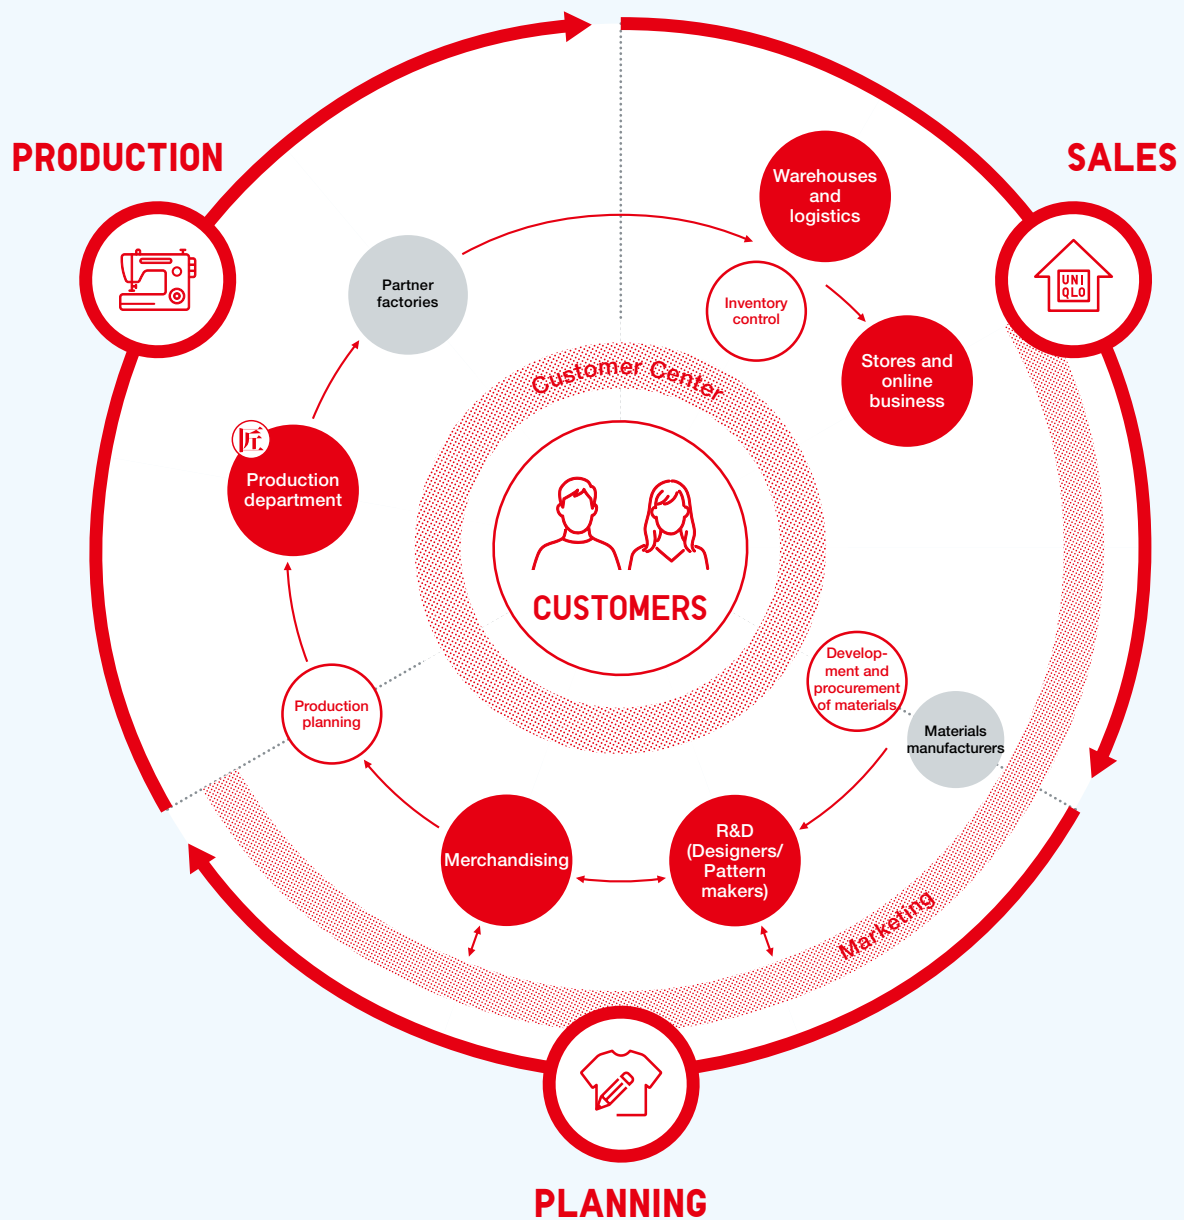 PRODUCTION
SALES
Warehouses
and
logistics
UNI
QLO
Partner
factories
Inventory
control
Stores and
online
business
Customer Center
匠
Production
department
CUSTOMERS
Develop-
ment and
procurement
of materials
Production
planning
Materials
manufacturers
Merchandising
R&D
(Designers/
Pattern
makers)
Marketing
PLANNING